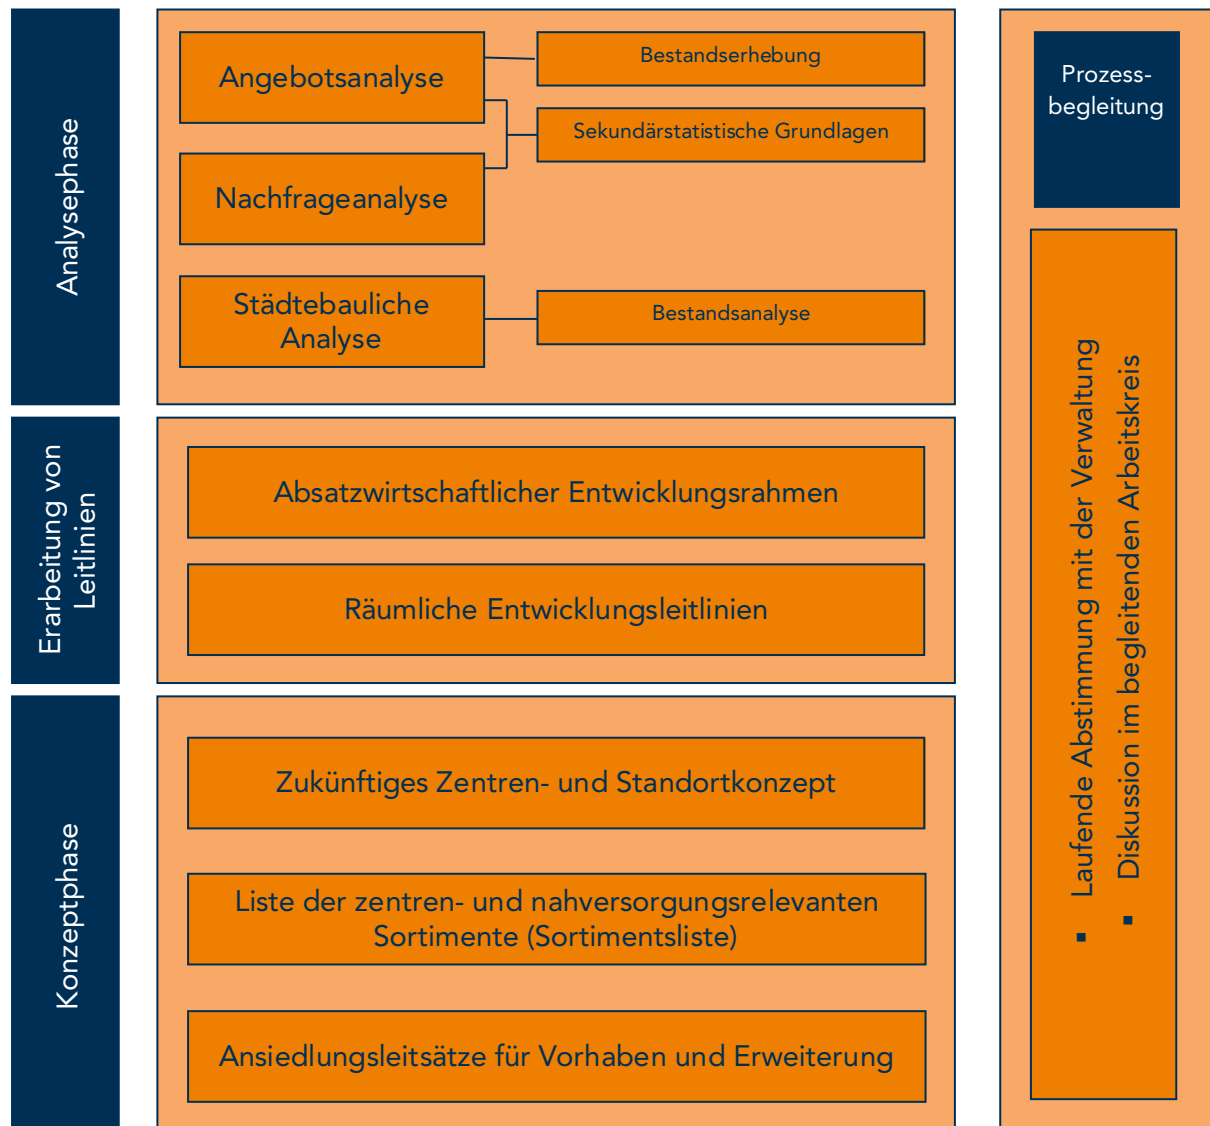 Analysephase
Angebotsanalyse
Bestandserhebung
Sekundärstatistische Grundlagen
Nachfrageanalyse
Städtebauliche
Analyse
Bestandsanalyse
Erarbeitung von
Leitlinien
Absatzwirtschaftlicher Entwicklungsrahmen
Räumliche Entwicklungsleitlinien
Konzeptphase
Zukünftiges Zentren- und Standortkonzept
Liste der zentren- und nahversorgungsrelevanten
Sortimente (Sortimentsliste)
Ansiedlungsleitsätze für Vorhaben und Erweiterung
Prozess-
begleitung
▪ Laufende Abstimmung mit der Verwaltung
▪ Diskussion im begleitenden Arbeitskreis